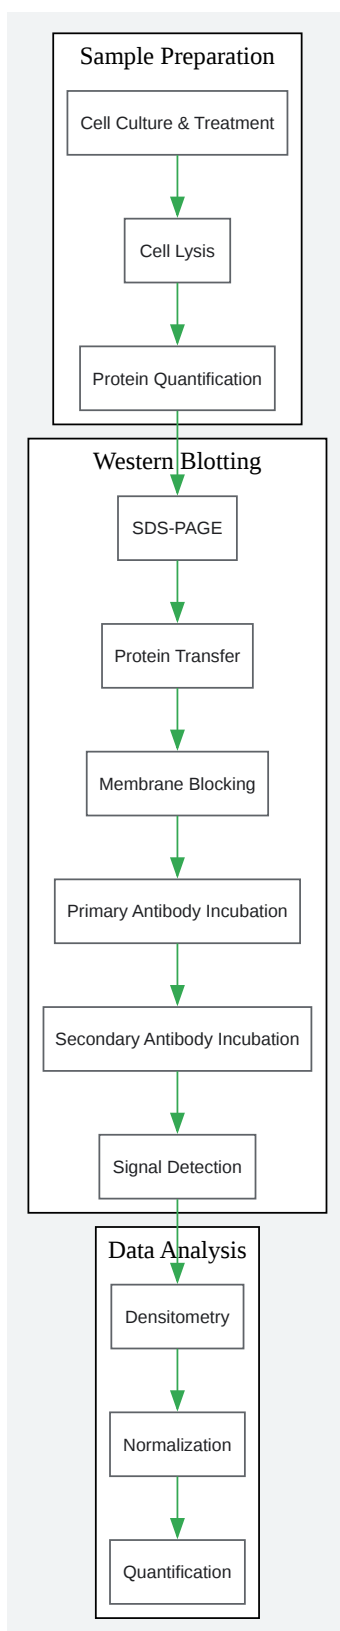 Sample Preparation
Cell Culture & Treatment
Cell Lysis
Protein Quantification
Western Blotting
SDS-PAGE
Protein Transfer
Membrane Blocking
Primary Antibody Incubation
Secondary Antibody Incubation
Signal Detection
Data Analysis
Densitometry
Normalization
Quantification